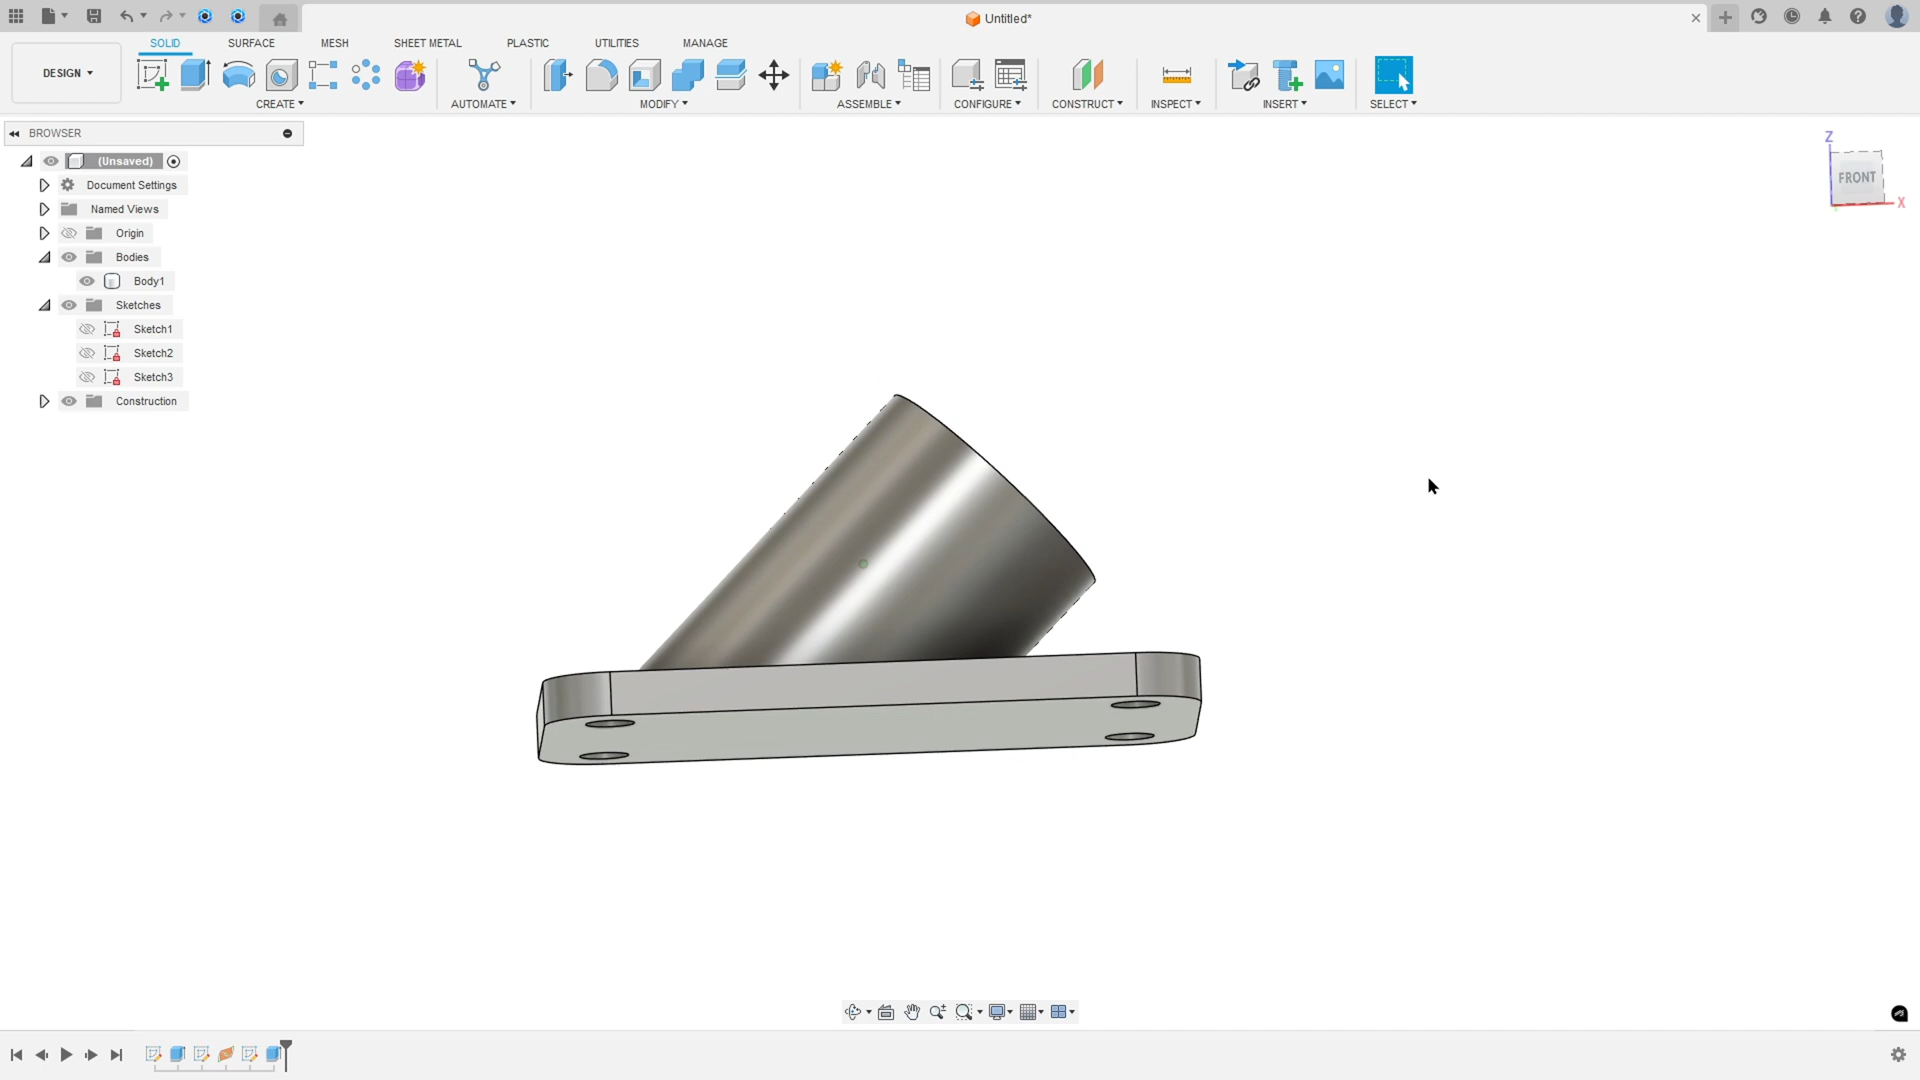 Untitled*
DESIGN
SOLID SURFACE MESH SHEET METAL PLASTIC UTILITIES MANAGE
CREATE AUTOMATE MODIFY ASSEMBLE CONFIGURE CONSTRUCT INSPECT INSERT SELECT
BROWSER
(Unsaved)
Document Settings
Named Views
Origin
Bodies
Body1
Sketches
Sketch1
Sketch2
Sketch3
Construction
Z
FRONT
X